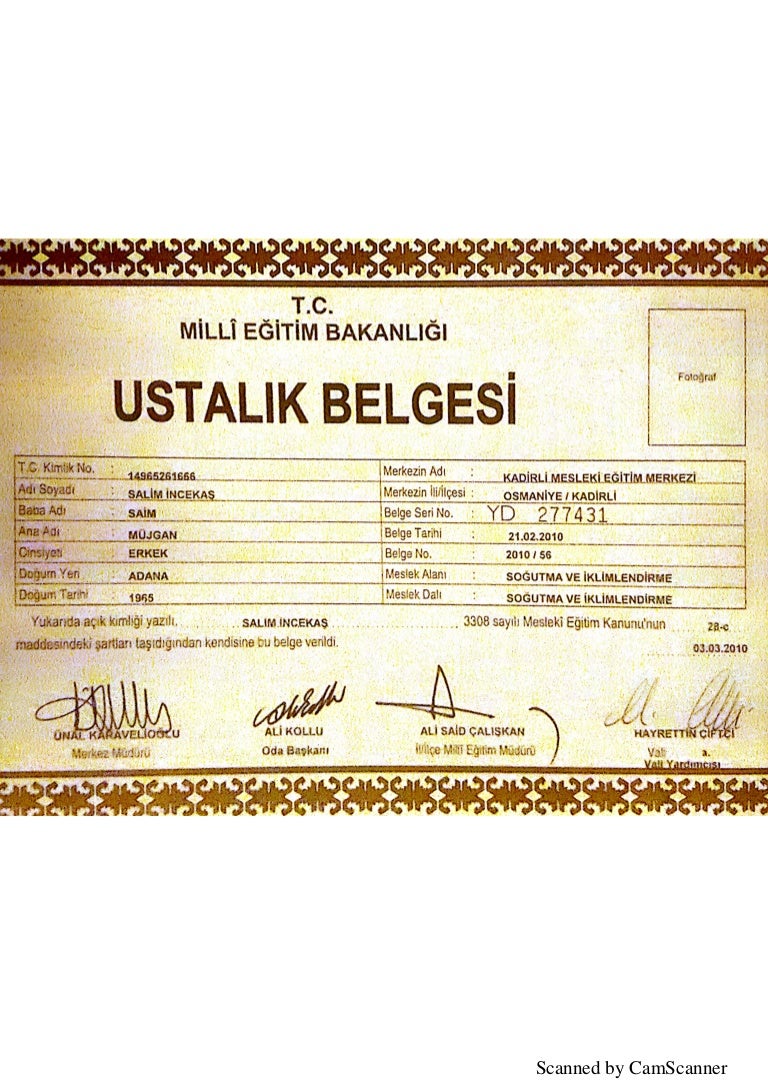 T.C.
MİLLÎ EĞİTİM BAKANLIĞI
USTALIK BELGESİ
Fotoğraf
T.C. Kimlik No. : 14965261666
Adı Soyadı : SALİM İNCEKAŞ
Baba Adı : SAİM
Ana Adı : MÜJGAN
Cinsiyeti : ERKEK
Doğum Yeri : ADANA
Doğum Tarihi : 1965
Merkezin Adı : KADİRLİ MESLEKİ EĞİTİM MERKEZİ
Merkezin İli/İlçesi : OSMANİYE / KADİRLİ
Belge Seri No. : YD 277431
Belge Tarihi : 21.02.2010
Belge No. : 2010 / 56
Meslek Alanı : SOĞUTMA VE İKLİMLENDİRME
Meslek Dalı : SOĞUTMA VE İKLİMLENDİRME
Yukarıda açık kimliği yazılı, SALIM İNCEKAŞ 3308 sayılı Meslekî Eğitim Kanunu'nun 28-c
maddesindeki şartları taşıdığından kendisine bu belge verildi.
03.03.2010
ÜNAL KARAVELİOĞLU
Merkez Müdürü
ALİ KOLLU
Oda Başkanı
ALİ SAİD ÇALIŞKAN
İl/İlçe Millî Eğitim Müdürü
HAYRETTİN ÇİFTÇİ
Vali a.
Vali Yardımcısı
Scanned by CamScanner